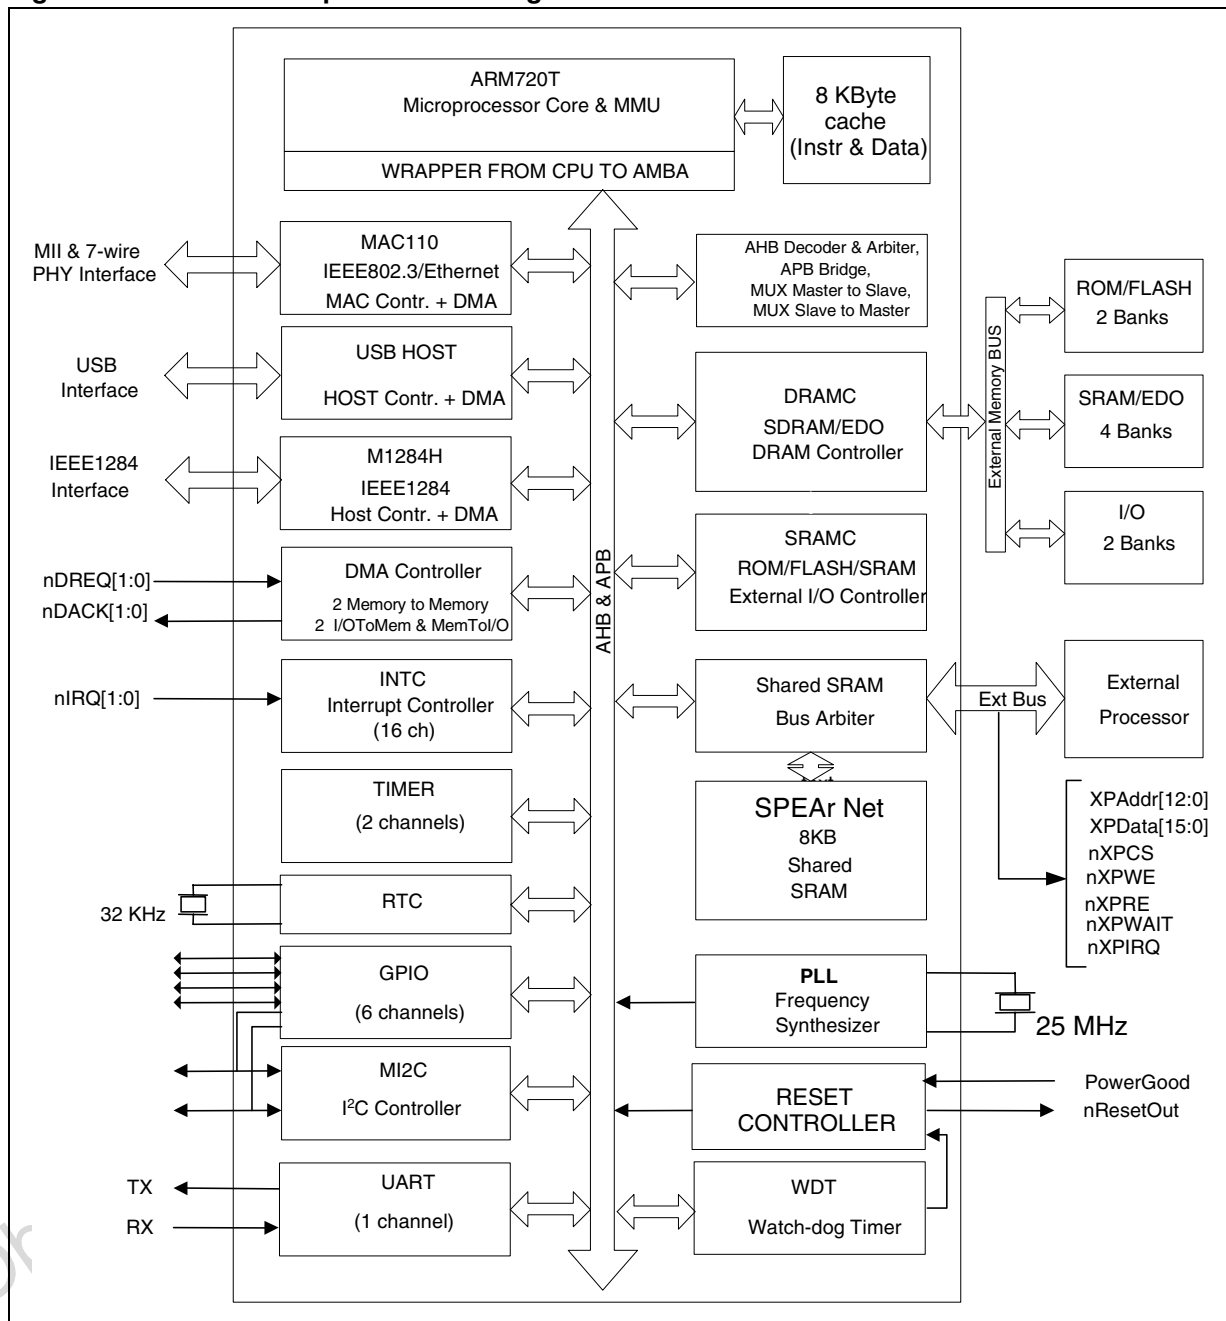 ARM720T
Microprocessor Core & MMU
WRAPPER FROM CPU TO AMBA
8 KByte
cache
(Instr & Data)
MII & 7-wire
PHY Interface
MAC110
IEEE802.3/Ethernet
MAC Contr. + DMA
AHB Decoder & Arbiter,
APB Bridge,
MUX Master to Slave,
MUX Slave to Master
ROM/FLASH
2 Banks
USB
Interface
USB HOST
HOST Contr. + DMA
DRAMC
SDRAM/EDO
DRAM Controller
External Memory BUS
SRAM/EDO
4 Banks
IEEE1284
Interface
M1284H
IEEE1284
Host Contr. + DMA
I/O
2 Banks
nDREQ[1:0]
nDACK[1:0]
DMA Controller
2 Memory to Memory
2 I/OToMem & MemToI/O
AHB & APB
SRAMC
ROM/FLASH/SRAM
External I/O Controller
nIRQ[1:0]
INTC
Interrupt Controller
(16 ch)
Shared SRAM
Bus Arbiter
Ext Bus
External
Processor
TIMER
(2 channels)
SPEAr Net
8KB
Shared
SRAM
XPAddr[12:0]
XPData[15:0]
nXPCS
nXPWE
nXPRE
nXPWAIT
nXPIRQ
32 KHz
RTC
GPIO
(6 channels)
PLL
Frequency
Synthesizer
25 MHz
MI2C
I²C Controller
RESET
CONTROLLER
PowerGood
nResetOut
TX
RX
UART
(1 channel)
WDT
Watch-dog Timer